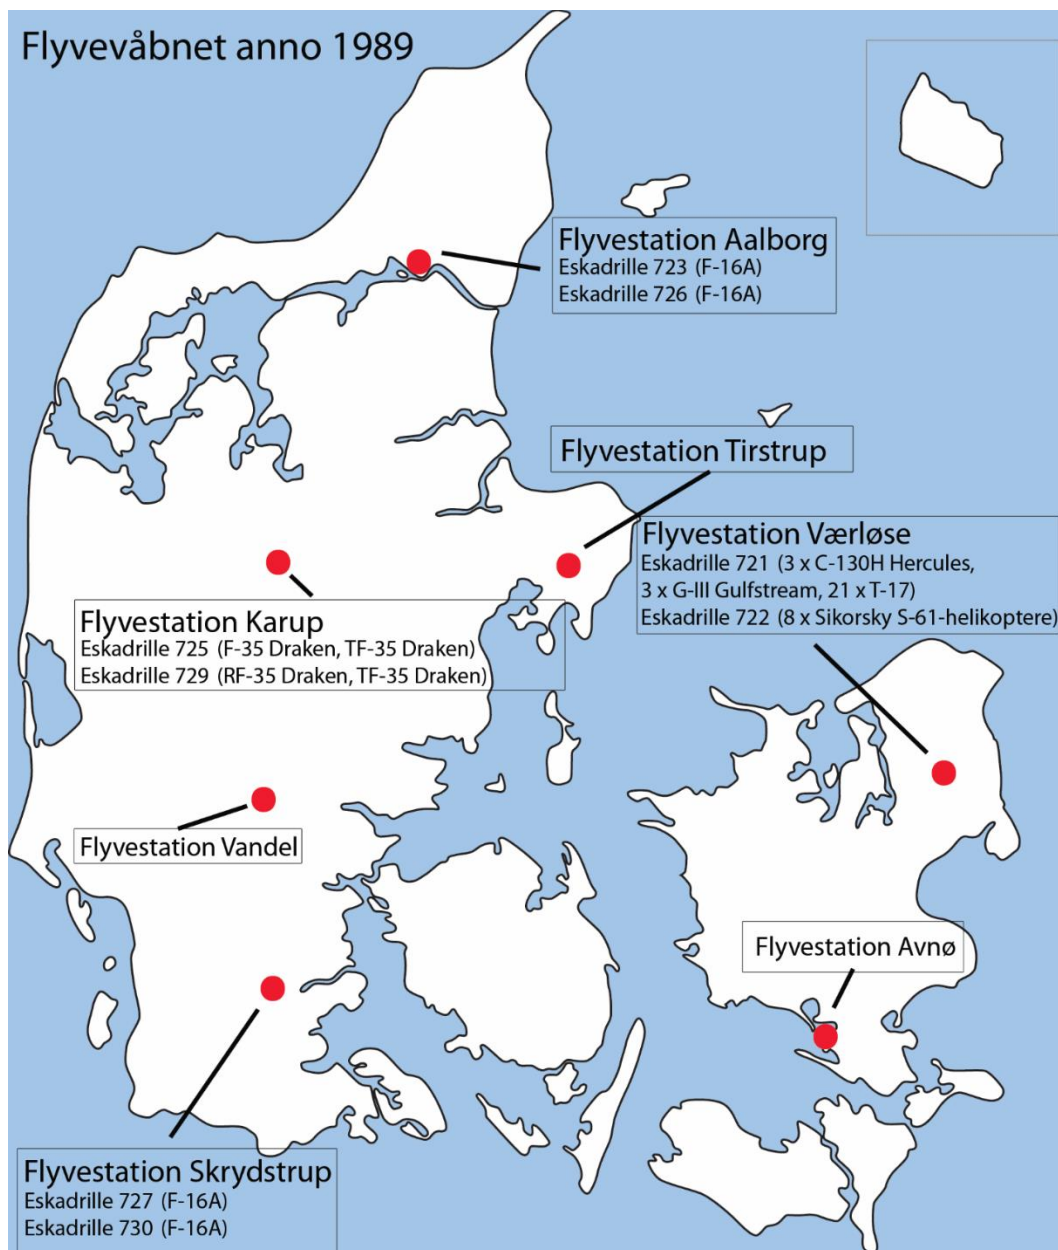 Flyvevåbnet anno 1989
Flyvestation Aalborg
Eskadrille 723 (F-16A)
Eskadrille 726 (F-16A)
Flyvestation Tirstrup
Flyvestation Værløse
Eskadrille 721 (3 x C-130H Hercules,
3 x G-III Gulfstream, 21 x T-17)
Eskadrille 722 (8 x Sikorsky S-61-helikoptere)
Flyvestation Karup
Eskadrille 725 (F-35 Draken, TF-35 Draken)
Eskadrille 729 (RF-35 Draken, TF-35 Draken)
Flyvestation Vandel
Flyvestation Avnø
Flyvestation Skrydstrup
Eskadrille 727 (F-16A)
Eskadrille 730 (F-16A)